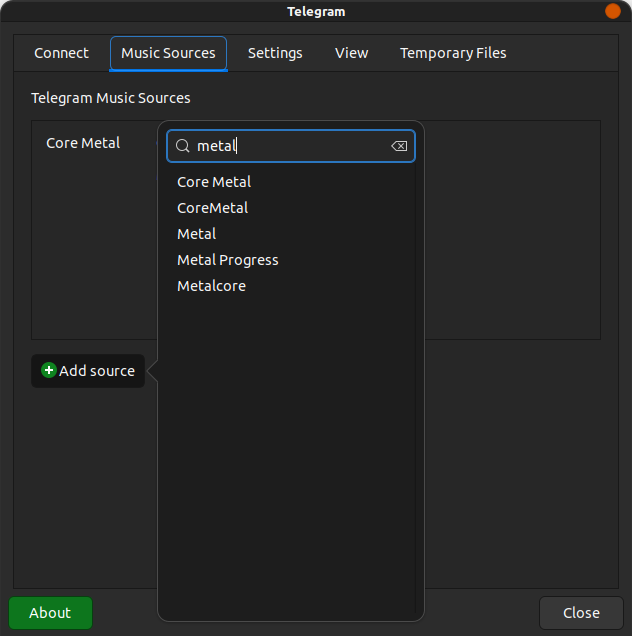 Telegram
Connect Music Sources Settings View Temporary Files
Telegram Music Sources
Core Metal
metal
Core Metal
CoreMetal
Metal
Metal Progress
Metalcore
Add source
About Close